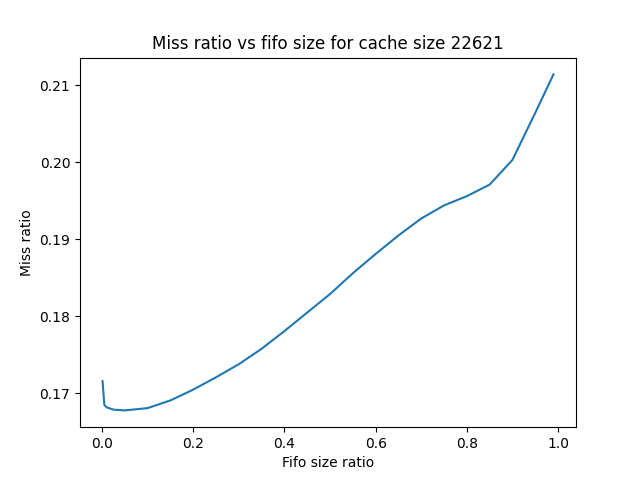 Miss ratio vs fifo size for cache size 22621
0.21
0.20
0.19
0.18
0.17
Miss ratio
0.0 0.2 0.4 0.6 0.8 1.0
Fifo size ratio